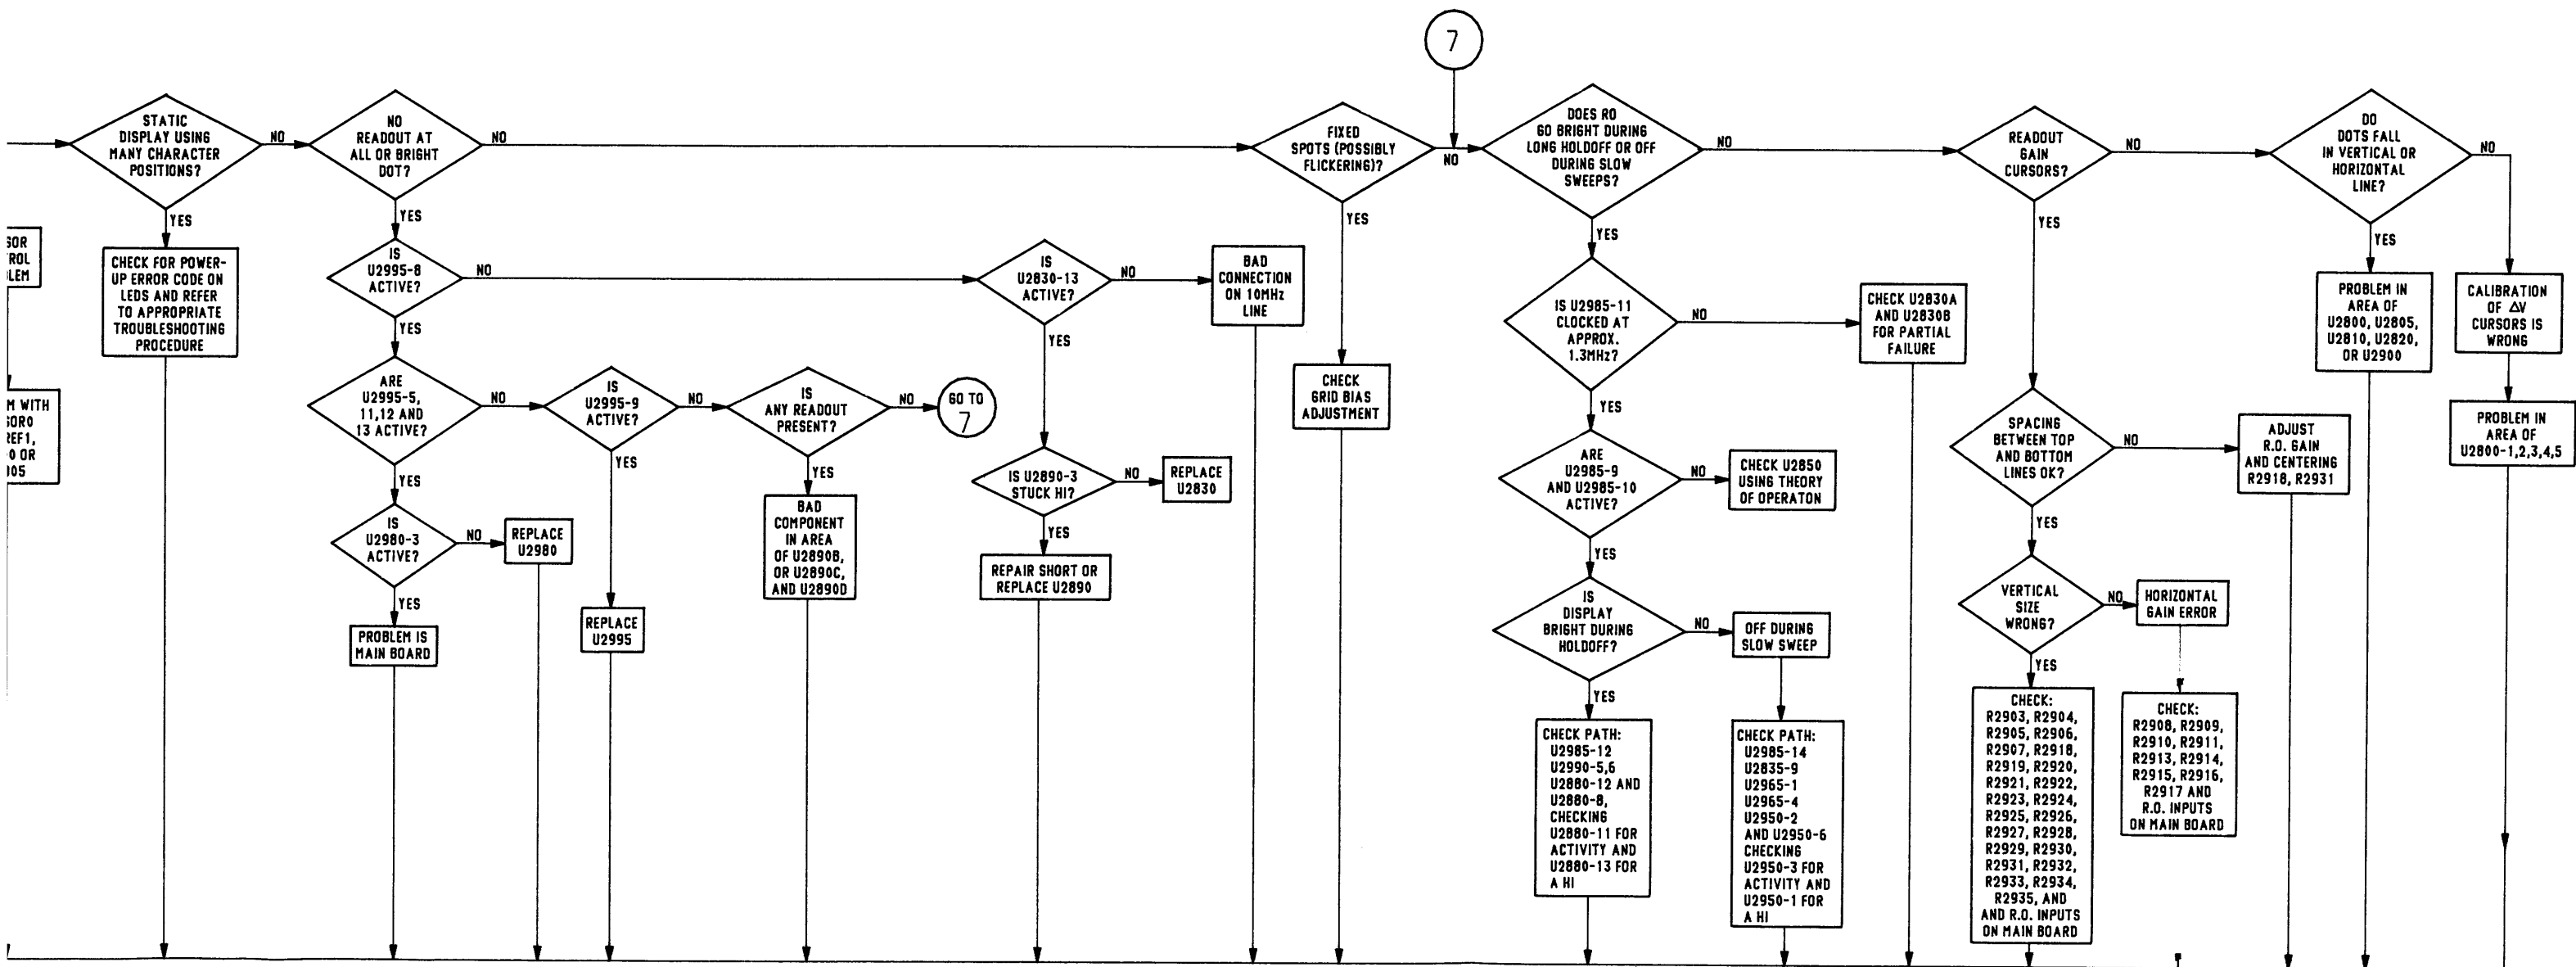 7
STATIC
DISPLAY USING
MANY CHARACTER
POSITIONS?
NO
YES
CHECK FOR POWER-
UP ERROR CODE ON
LEDS AND REFER
TO APPROPRIATE
TROUBLESHOOTING
PROCEDURE
M WITH
0 OR
NO
READOUT AT
ALL OR BRIGHT
DOT?
NO
YES
IS
U2995-8
ACTIVE?
NO
YES
ARE
U2995-5,
11,12 AND
13 ACTIVE?
NO
YES
IS
U2980-3
ACTIVE?
NO
REPLACE
U2980
YES
PROBLEM IS
MAIN BOARD
IS
U2995-9
ACTIVE?
NO
YES
REPLACE
U2995
IS
ANY READOUT
PRESENT?
NO
GO TO
7
YES
BAD
COMPONENT
IN AREA
OF U2890B,
OR U2890C,
AND U2890D
IS
U2830-13
ACTIVE?
NO
BAD
CONNECTION
ON 10MHz
LINE
YES
IS U2890-3
STUCK HI?
NO
REPLACE
U2830
YES
REPAIR SHORT OR
REPLACE U2890
FIXED
SPOTS (POSSIBLY
FLICKERING)?
NO
YES
CHECK
GRID BIAS
ADJUSTMENT
DOES RO
GO BRIGHT DURING
LONG HOLDOFF OR OFF
DURING SLOW
SWEEPS?
NO
YES
IS U2985-11
CLOCKED AT
APPROX.
1.3MHz?
NO
CHECK U2830A
AND U2830B
FOR PARTIAL
FAILURE
YES
ARE
U2985-9
AND U2985-10
ACTIVE?
NO
CHECK U2850
USING THEORY
OF OPERATON
YES
IS
DISPLAY
BRIGHT DURING
HOLDOFF?
NO
OFF DURING
SLOW SWEEP
YES
CHECK PATH:
U2985-12
U2990-5,6
U2880-12 AND
U2880-8,
CHECKING
U2880-11 FOR
ACTIVITY AND
U2880-13 FOR
A HI
CHECK PATH:
U2985-14
U2835-9
U2965-1
U2965-4
U2950-2
AND U2950-6
CHECKING
U2950-3 FOR
ACTIVITY AND
U2950-1 FOR
A HI
READOUT
GAIN
CURSORS?
NO
YES
SPACING
BETWEEN TOP
AND BOTTOM
LINES OK?
NO
ADJUST
R.O. GAIN
AND CENTERING
R2918, R2931
YES
VERTICAL
SIZE
WRONG?
NO
HORIZONTAL
GAIN ERROR
YES
CHECK:
R2903, R2904,
R2905, R2906,
R2907, R2918,
R2919, R2920,
R2921, R2922,
R2923, R2924,
R2925, R2926,
R2927, R2928,
R2929, R2930,
R2931, R2932,
R2933, R2934,
R2935, AND
AND R.O. INPUTS
ON MAIN BOARD
CHECK:
R2908, R2909,
R2910, R2911,
R2913, R2914,
R2915, R2916,
R2917 AND
R.O. INPUTS
ON MAIN BOARD
DO
DOTS FALL
IN VERTICAL OR
HORIZONTAL
LINE?
NO
YES
PROBLEM IN
AREA OF
U2800, U2805,
U2810, U2820,
OR U2900
CALIBRATION
OF ΔV
CURSORS IS
WRONG
PROBLEM IN
AREA OF
U2800-1,2,3,4,5